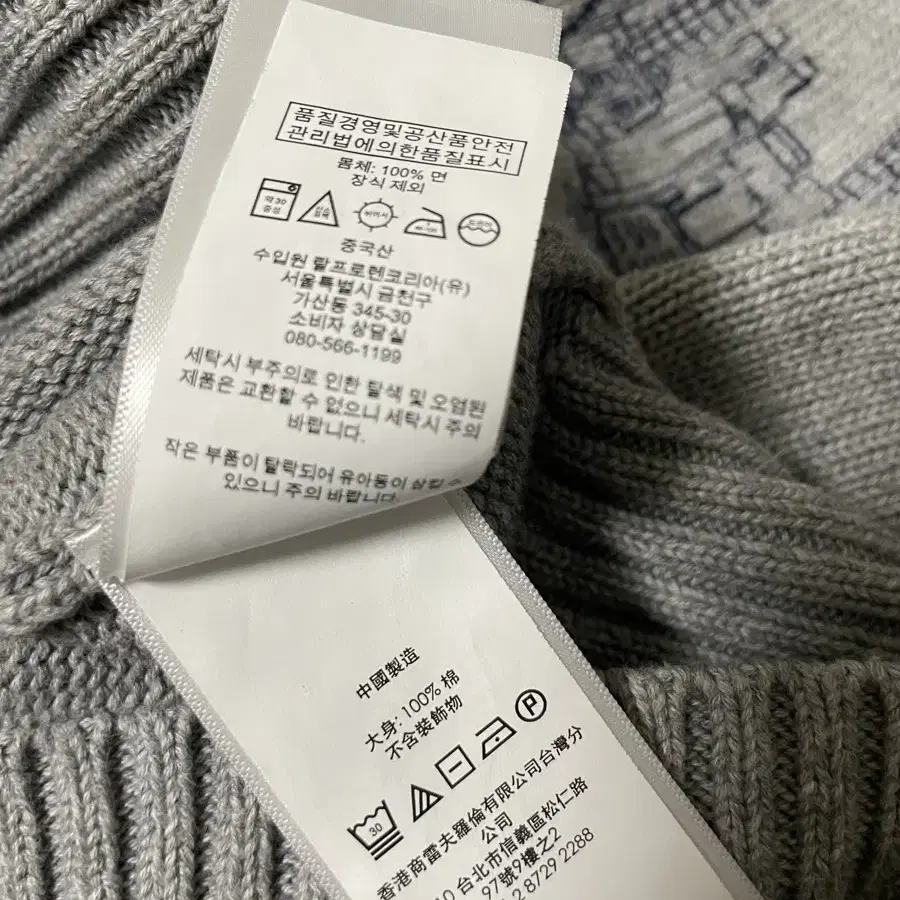 품질경영및공산품안전
관리법에의한품질표시
몸체: 100% 면
장식 제외
약 30
중성
중국산
수입원 랄프로렌코리아(유)
서울특별시 금천구
가산동 345-30
소비자 상담실
080-566-1199
세탁시 부주의로 인한 탈색 및 오염된
제품은 교환할 수 없으니 세탁시 주의
바랍니다.
작은 부품이 탈락되어 유아동이 삼킬 수
있으니 주의 바랍니다.
中國製造
大身: 100% 棉
不含裝飾物
30
P
香港商雷夫羅倫有限公司台灣分
公司
台北市信義區松仁路
97號9樓之2
2 8729 2288